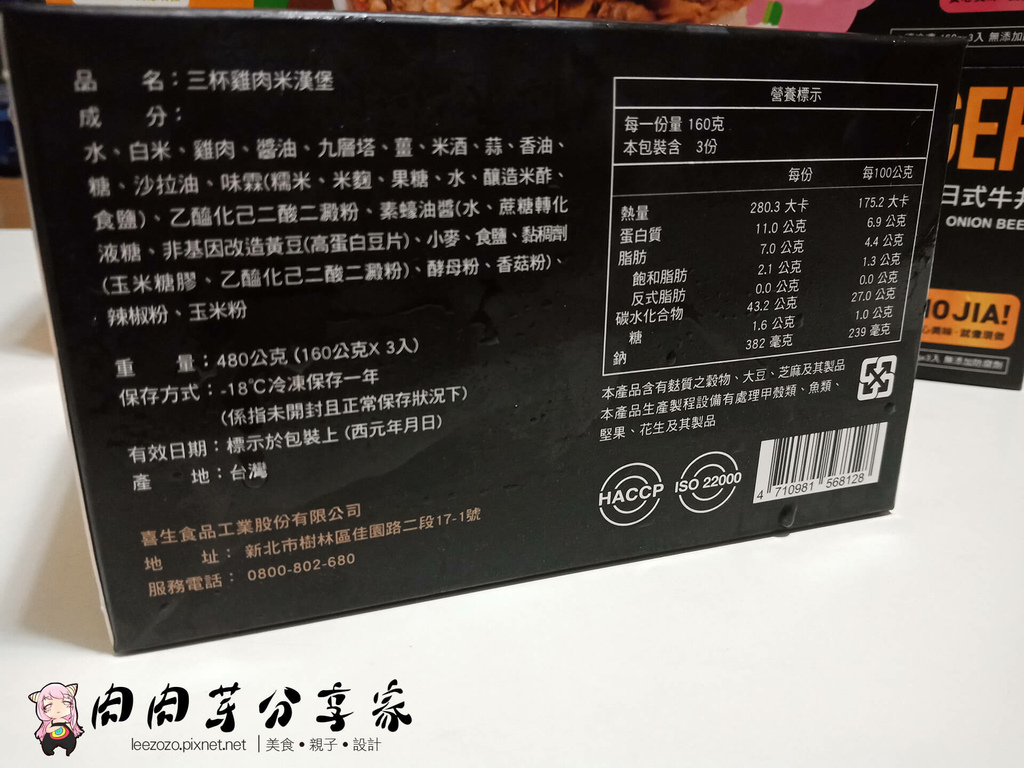 品 名：三杯雞肉米漢堡
成 分：
水、白米、雞肉、醬油、九層塔、薑、米酒、蒜、香油、
糖、沙拉油、味霖(糯米、米麴、果糖、水、釀造米酢、
食鹽)、乙醯化己二酸二澱粉、素蠔油醬(水、蔗糖轉化
液糖、非基因改造黃豆(高蛋白豆片)、小麥、食鹽、黏稠劑
(玉米糖膠、乙醯化己二酸二澱粉)、酵母粉、香菇粉)、
辣椒粉、玉米粉
重 量：480公克 (160公克X 3入)
保存方式：-18℃冷凍保存一年
(係指未開封且正常保存狀況下)
有效日期：標示於包裝上 (西元年月日)
產 地：台灣
喜生食品工業股份有限公司
地 址： 新北市樹林區佳園路二段17-1號
服務電話： 0800-802-680
營養標示
每一份量 160克
本包裝含 3份
每份 每100公克
熱量 280.3 大卡 175.2 大卡
蛋白質 11.0 公克 6.9 公克
脂肪 7.0 公克 4.4 公克
飽和脂肪 2.1 公克 1.3 公克
反式脂肪 0.0 公克 0.0 公克
碳水化合物 43.2 公克 27.0 公克
糖 1.6 公克 1.0 公克
鈉 382 毫克 239 毫克
本產品含有麩質之穀物、大豆、芝麻及其製品
本產品生產製程設備有處理甲殼類、魚類、
堅果、花生及其製品
HACCP
ISO 22000
4 710981 568128
3入 無添加
GER
日式牛丼
ONION BEE
MOJIA!
3入 無添加防腐劑
肉肉芽分享家
leezozo.pixnet.net | 美食•親子•設計